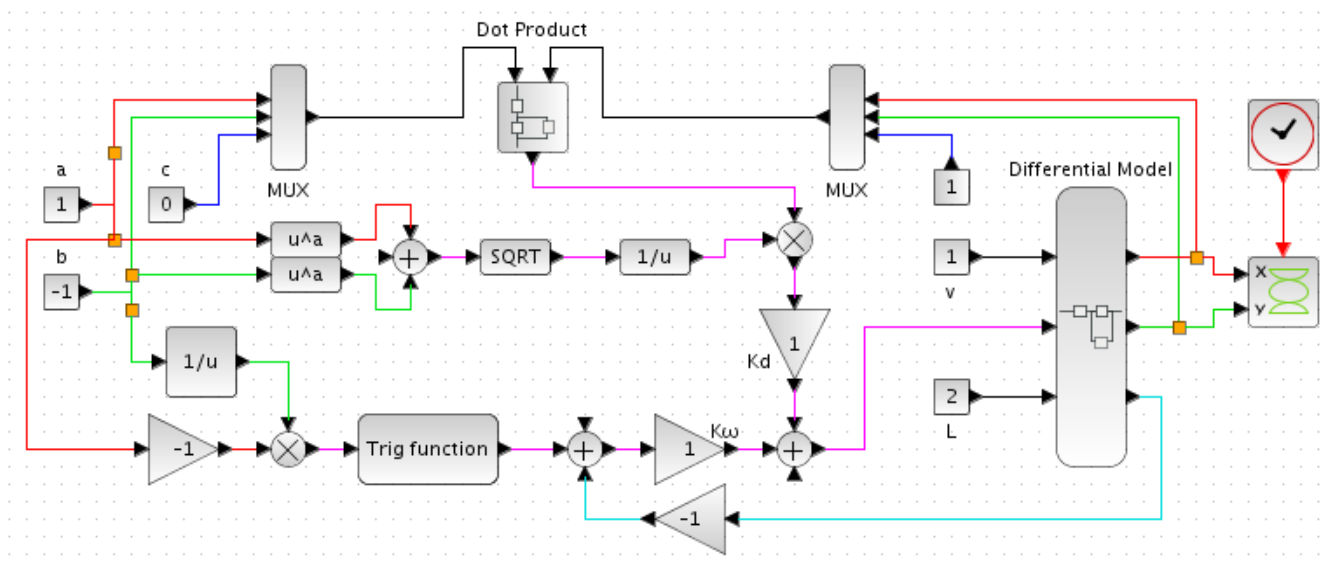 Dot Product
a
1
c
0
MUX
MUX
1
Differential Model
b
-1
u^a
u^a
+
SQRT
1/u
×
1
v
X
Y
1/u
1
Kd
2
L
-1
×
Trig function
+
1
Kω
+
-1